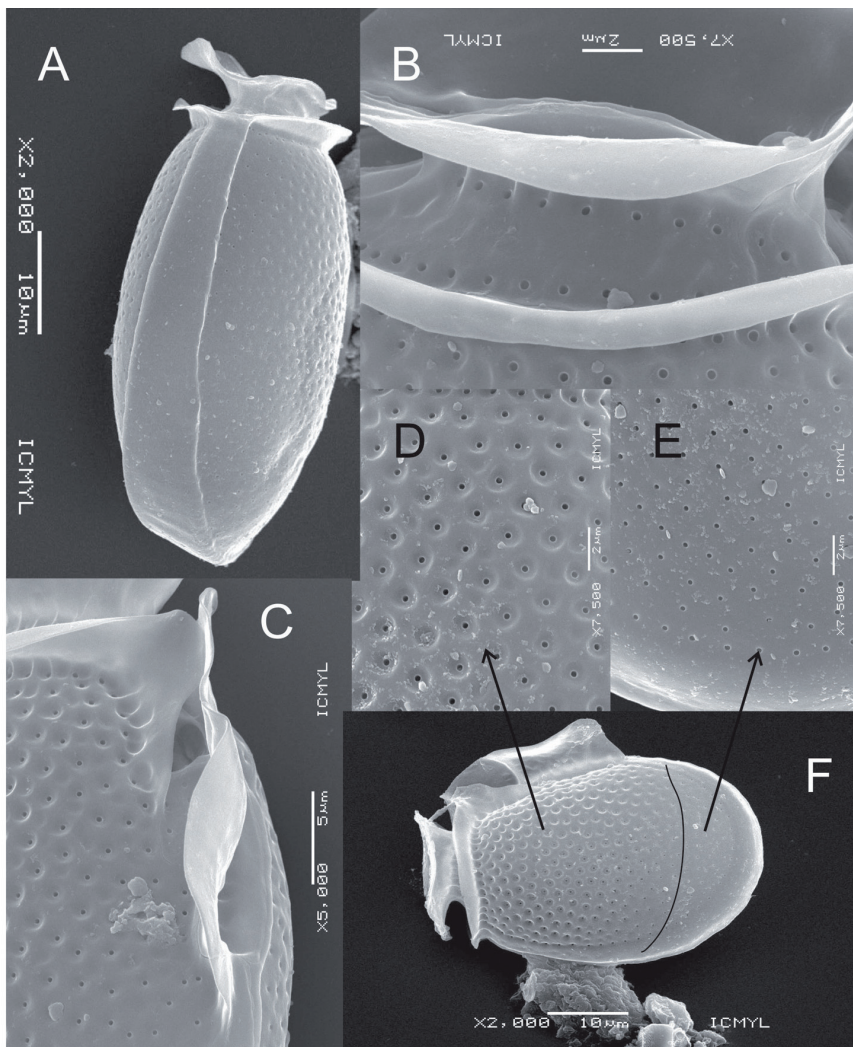 A
X2,000 10µm ICMYL
B
X7,500 2µm ICMYL
C
X5,000 5µm ICMYL
D
X7,500 2µm ICMYL
E
X7,500 2µm ICMYL
F
X2,000 10µm ICMYL